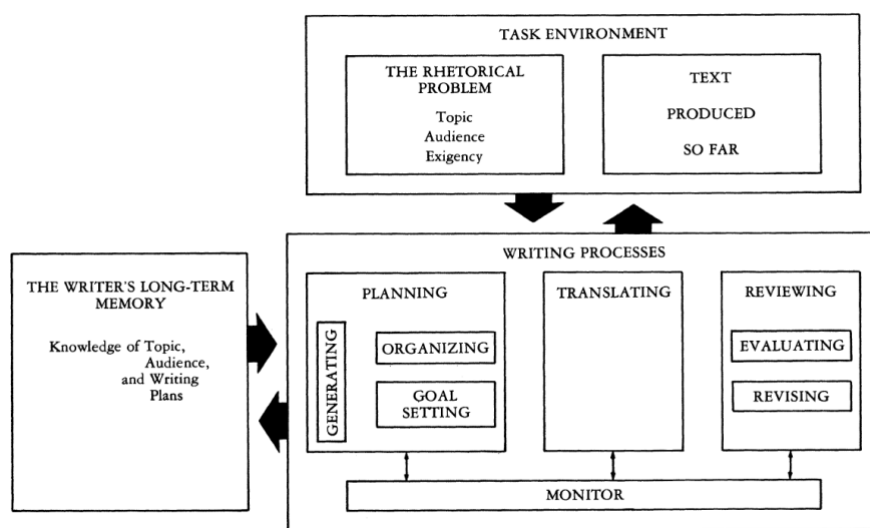 TASK ENVIRONMENT
THE RHETORICAL
PROBLEM
Topic
Audience
Exigency
TEXT
PRODUCED
SO FAR
THE WRITER'S LONG-TERM
MEMORY
Knowledge of Topic,
Audience,
and Writing
Plans
WRITING PROCESSES
PLANNING
GENERATING
ORGANIZING
GOAL
SETTING
TRANSLATING
REVIEWING
EVALUATING
REVISING
MONITOR